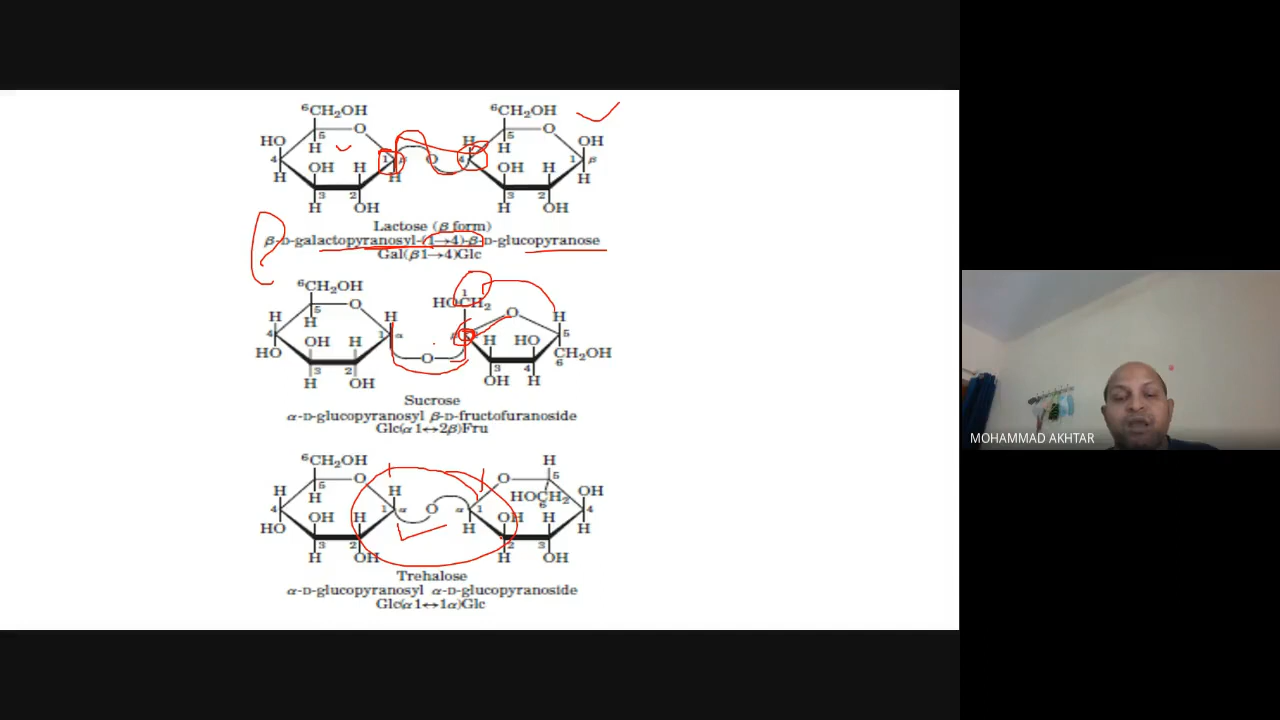 ⁶CH₂OH ⁶CH₂OH
HO O H O OH
5 5
H H
4 1 β O 4 1 β
OH H OH H
H H H
3 2
H OH H OH
Lactose (β form)
β-D-galactopyranosyl-(1→4)-β-D-glucopyranose
Gal(β1→4)Glc
⁶CH₂OH 1
HOCH₂
H O H O H
5
H
4 1 α β 5
OH H H HO
HO O CH₂OH
3 2 3 4 6
H OH OH H
Sucrose
α-D-glucopyranosyl β-D-fructofuranoside
Glc(α1↔2β)Fru
⁶CH₂OH H
O O 5
H H HOCH₂ OH
5 H 6
4 1 α O α 1 4
HO OH H H OH H H
3 2 2 3
H OH H OH
Trehalose
α-D-glucopyranosyl α-D-glucopyranoside
Glc(α1↔1α)Glc
MOHAMMAD AKHTAR